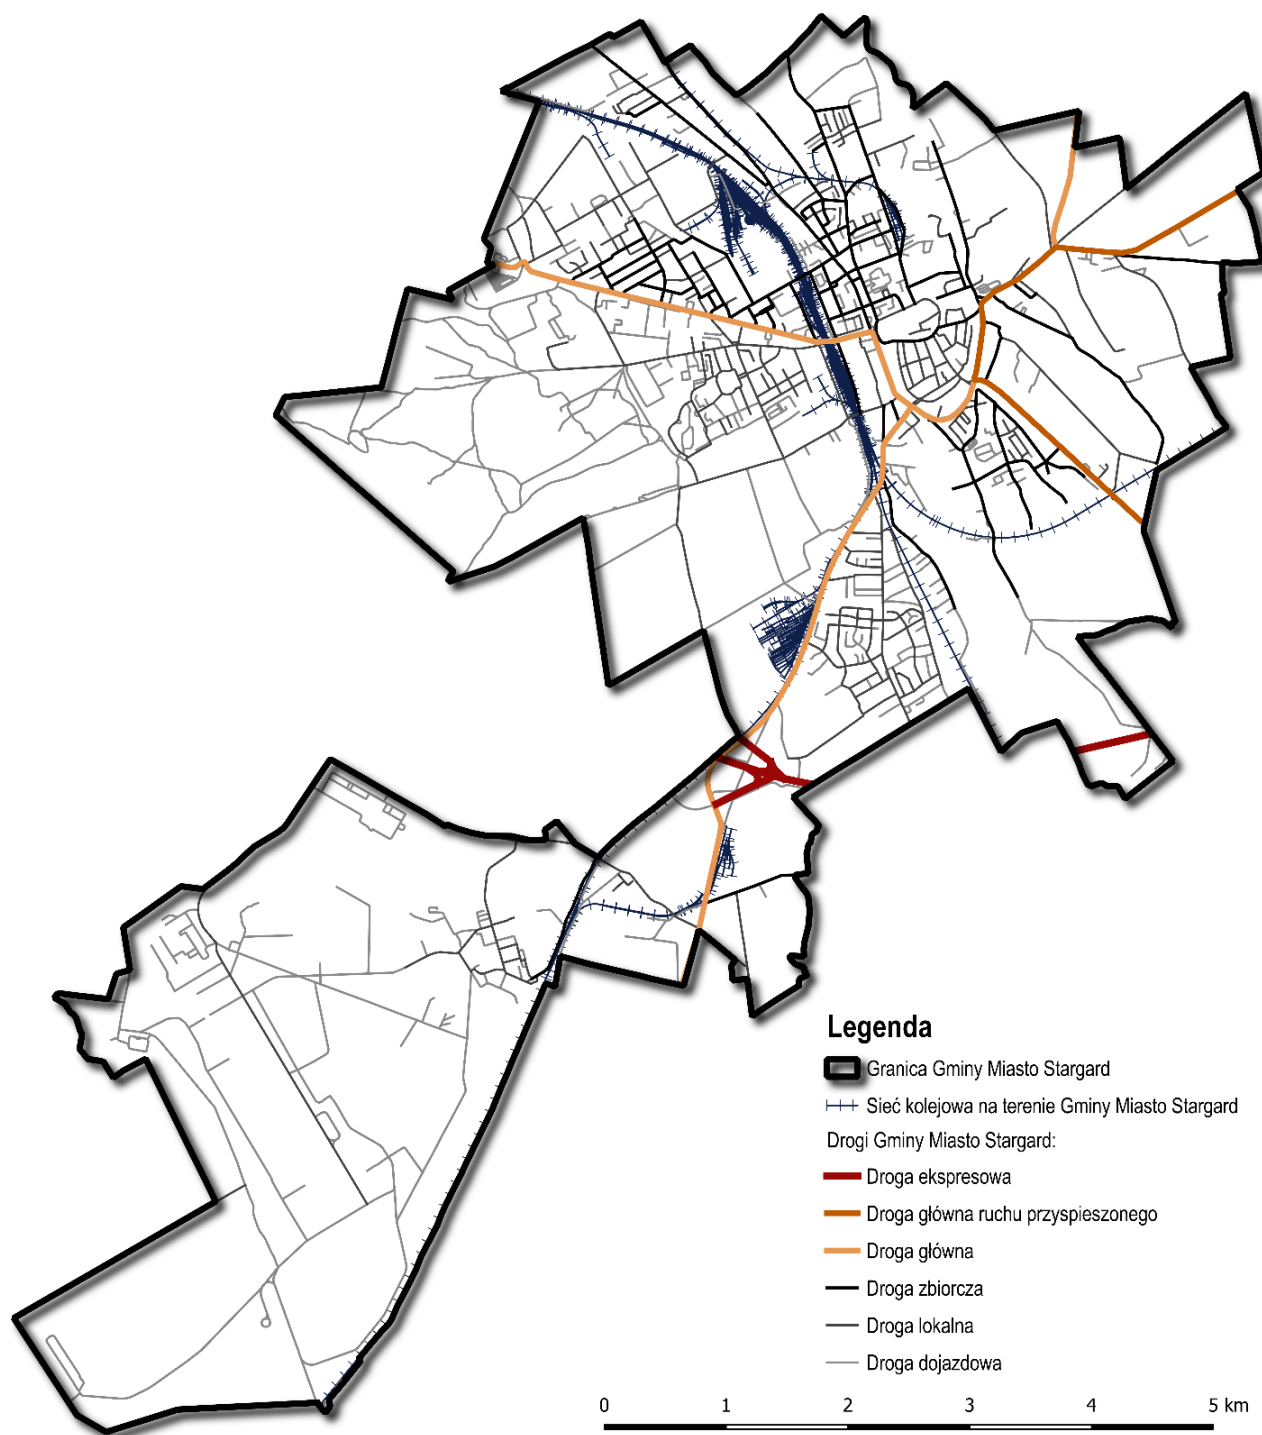 Legenda
Granica Gminy Miasto Stargard
Sieć kolejowa na terenie Gminy Miasto Stargard
Drogi Gminy Miasto Stargard:
Droga ekspresowa
Droga główna ruchu przyspieszonego
Droga główna
Droga zbiorcza
Droga lokalna
Droga dojazdowa
0 1 2 3 4 5 km